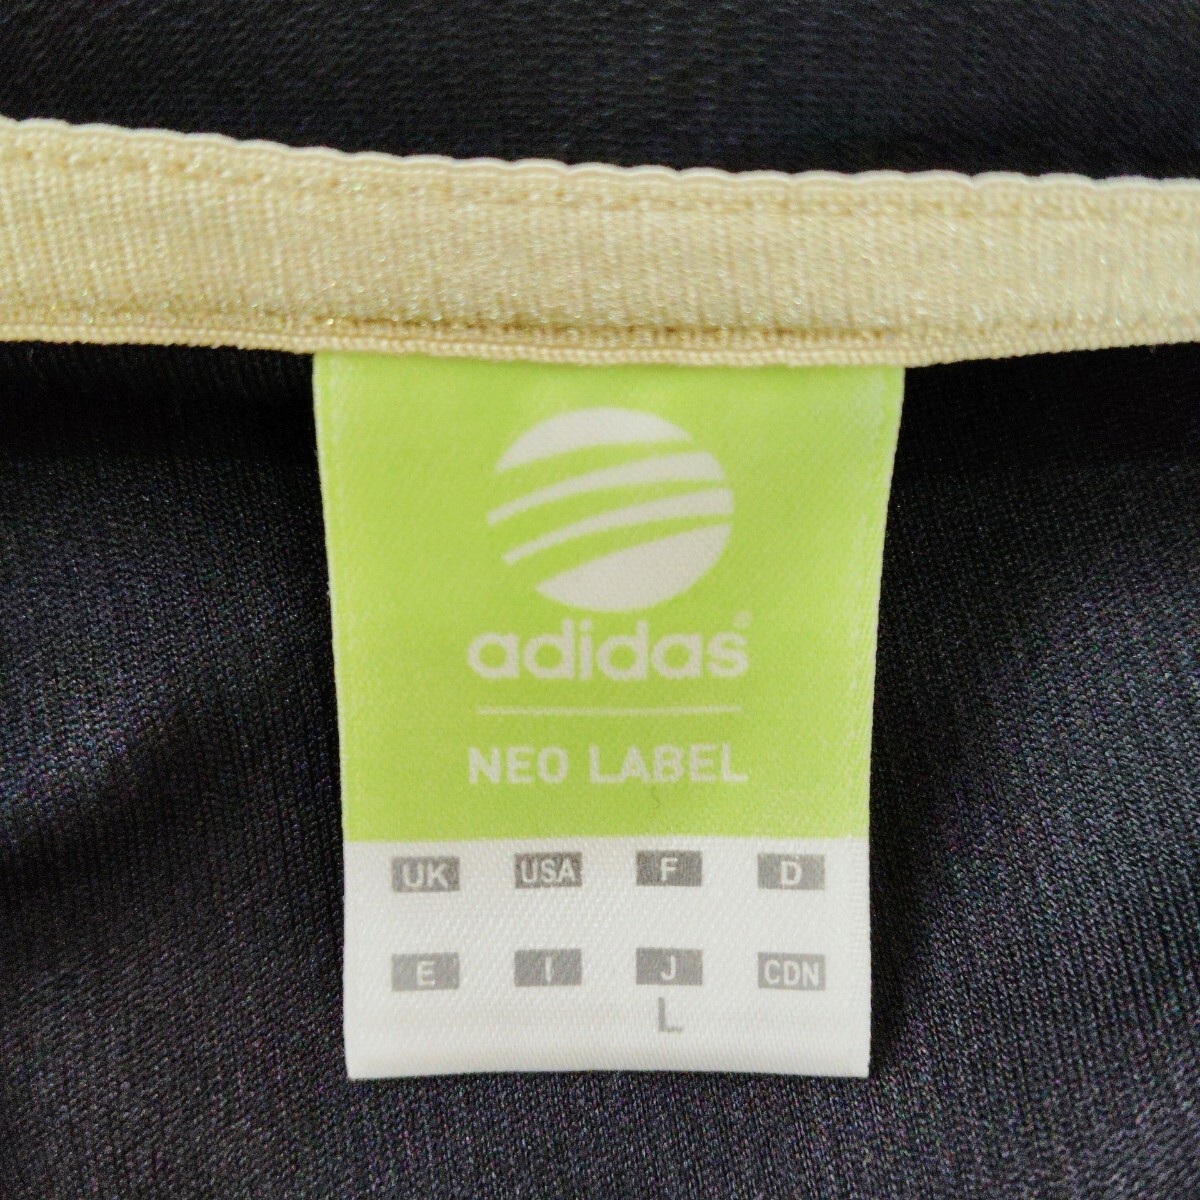 adidas®
NEO LABEL
UK USA F D
E I J CDN
L